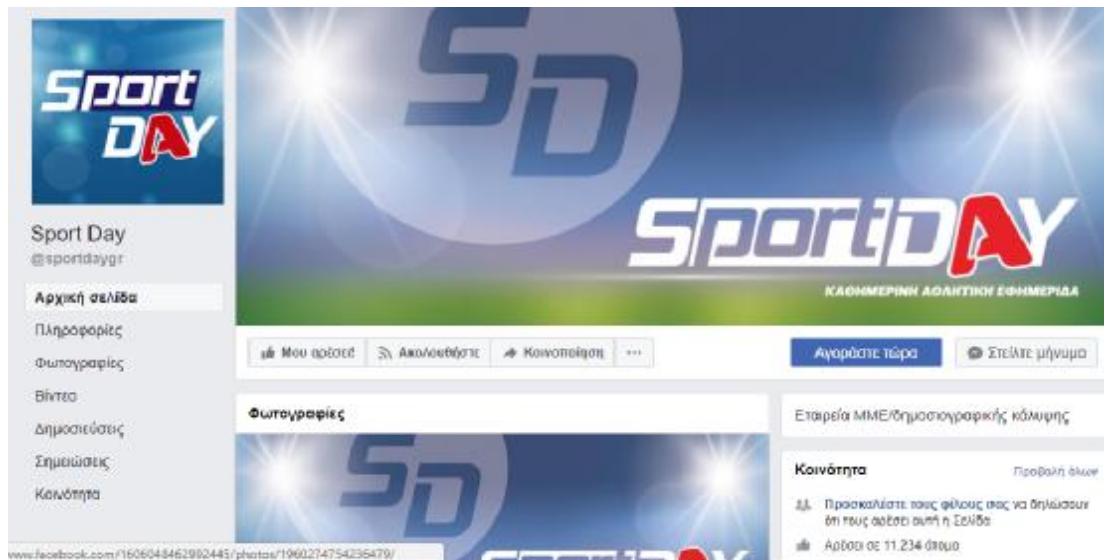 Sport
DAY
SD
SportDAY
ΚΑΘΗΜΕΡΙΝΗ ΑΘΛΗΤΙΚΗ ΕΦΗΜΕΡΙΔΑ
Sport Day
@sportdaygr
Αρχική σελίδα
Πληροφορίες
Φωτογραφίες
Βίντεο
Δημοσιεύσεις
Σημειώσεις
Κοινότητα
Μου αρέσει! Ακολουθήστε Κοινοποίηση ...
Αγοράστε τώρα Στείλτε μήνυμα
Φωτογραφίες
SD
Εταιρεία ΜΜΕ/δημοσιογραφικής κάλυψης
Κοινότητα Προβολή όλων
Προσκαλέστε τους φίλους σας να δηλώσουν
ότι τους αρέσει αυτή η Σελίδα
Αρέσει σε 11.234 άτομα
www.facebook.com/1606048462992445/photos/1960274754236479/